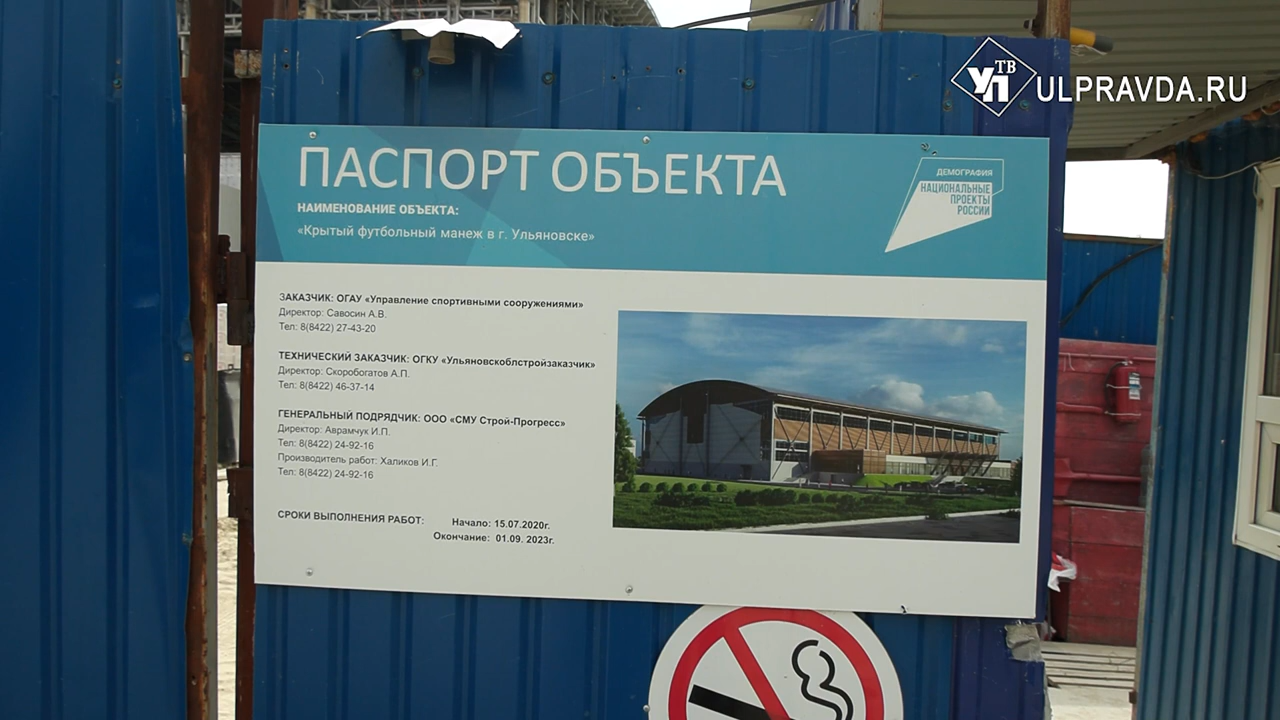 УП ТВ ULPRAVDA.RU
ПАСПОРТ ОБЪЕКТА
ДЕМОГРАФИЯ
НАЦИОНАЛЬНЫЕ
ПРОЕКТЫ
РОССИИ
НАИМЕНОВАНИЕ ОБЪЕКТА:
«Крытый футбольный манеж в г. Ульяновске»
ЗАКАЗЧИК: ОГАУ «Управление спортивными сооружениями»
Директор: Савосин А.В.
Тел: 8(8422) 27-43-20
ТЕХНИЧЕСКИЙ ЗАКАЗЧИК: ОГКУ «Ульяновскоблстройзаказчик»
Директор: Скоробогатов А.П.
Тел: 8(8422) 46-37-14
ГЕНЕРАЛЬНЫЙ ПОДРЯДЧИК: ООО «СМУ Строй-Прогресс»
Директор: Аврамчук И.П.
Тел: 8(8422) 24-92-16
Производитель работ: Халиков И.Г.
Тел: 8(8422) 24-92-16
СРОКИ ВЫПОЛНЕНИЯ РАБОТ: Начало: 15.07.2020г.
Окончание: 01.09. 2023г.